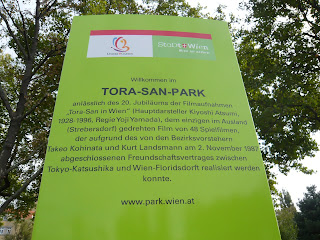 StaDt Wien
Willkommen im
TORA-SAN-PARK
anlässlich des 20. Jubiläums der Filmaufnahmen
„Tora-San in Wien" (Hauptdarsteller Kiyoshi Atsumi,
1928-1996, Regie Yoji Yamada), dem einzigen im Ausland
(Strebersdorf) gedrehten Film von 48 Spielfilmen,
der aufgrund des von den Bezirksvorstehern
Takeo Kohinata und Kurt Landsmann am 2. November 1987
abgeschlossenen Freundschaftsvertrages zwischen
Tokyo-Katsushika und Wien-Floridsdorf realisiert werden
konnte.
www.park.wien.at